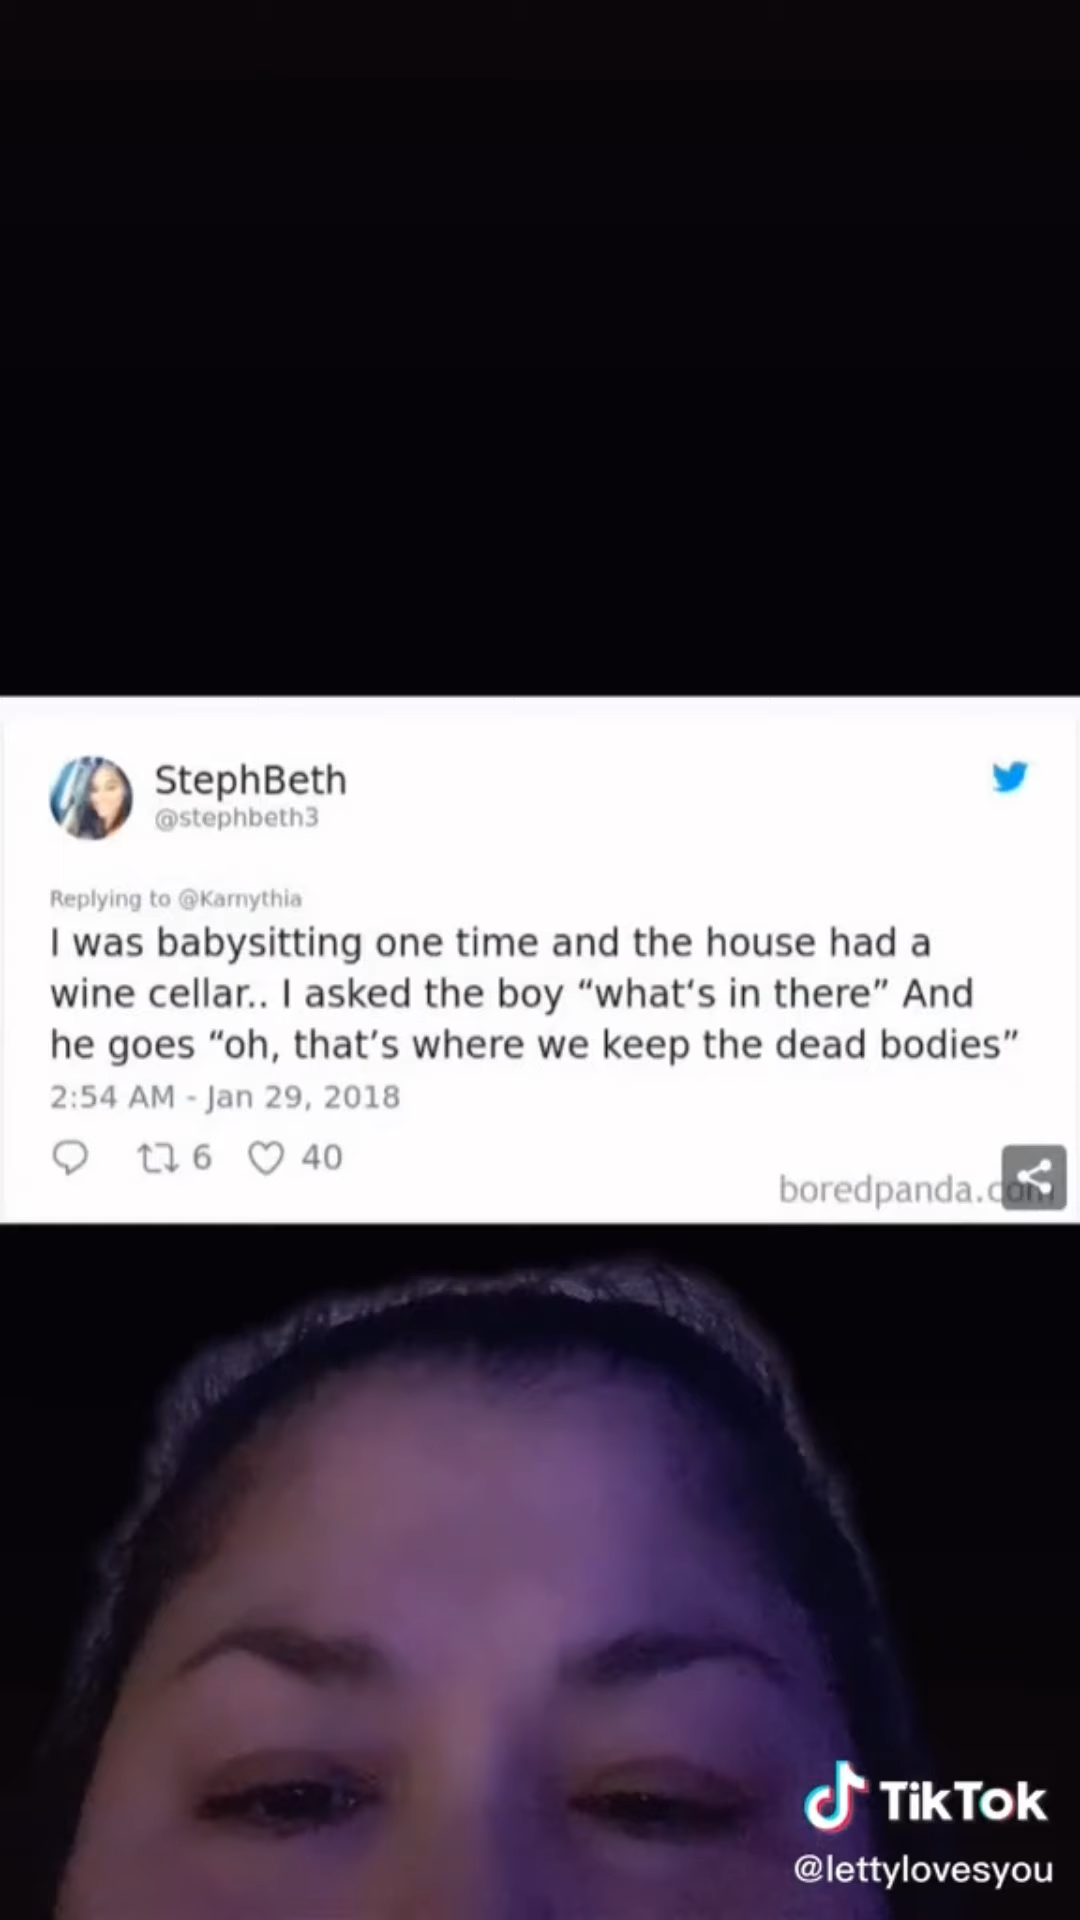 StephBeth
@stephbeth3
Replying to @Karnythia
I was babysitting one time and the house had a
wine cellar.. I asked the boy “what‘s in there” And
he goes “oh, that’s where we keep the dead bodies”
2:54 AM - Jan 29, 2018
6 40
boredpanda.com
TikTok
@lettylovesyou